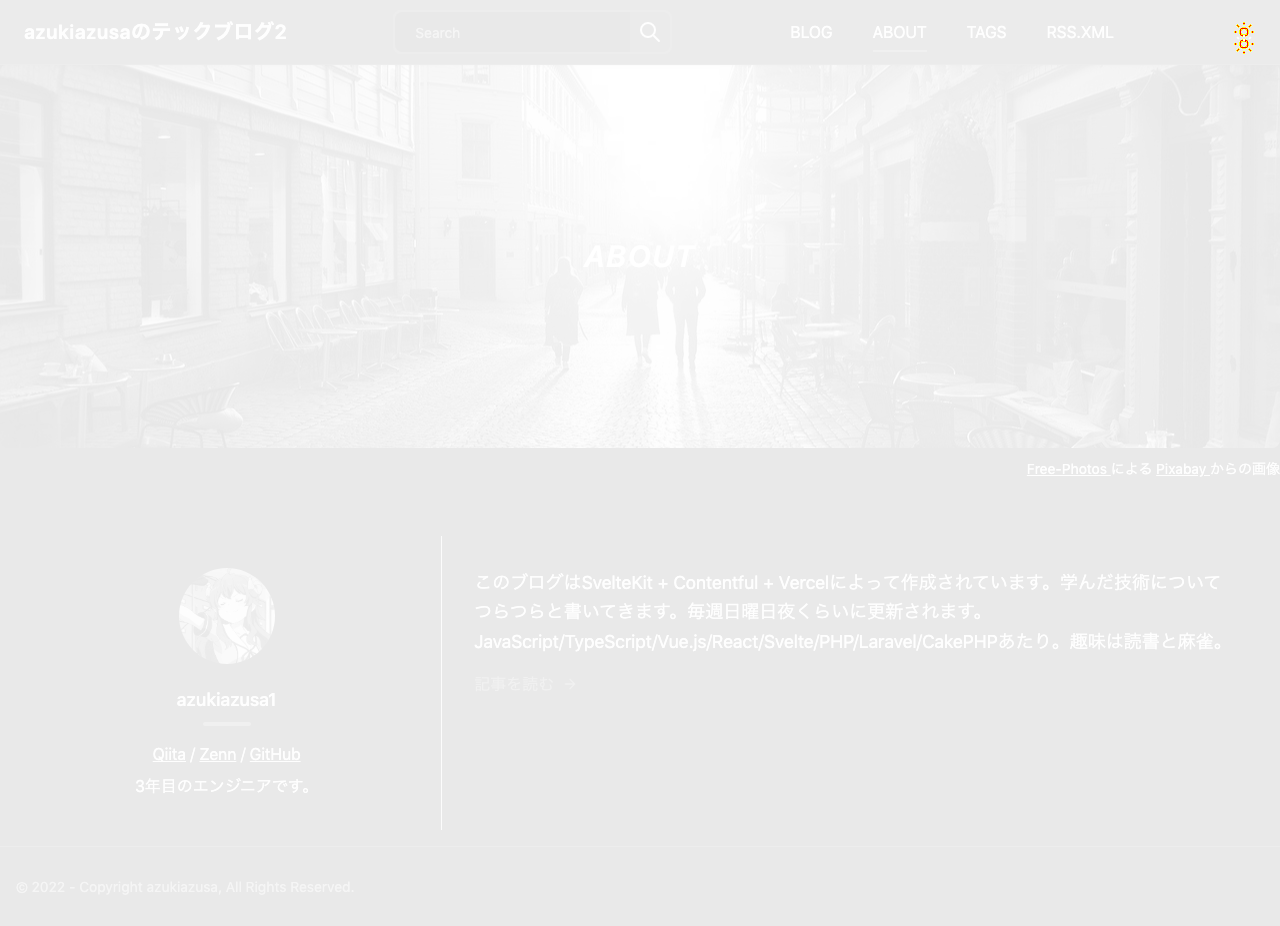 azukiazusaのテックブログ2
Search
BLOG
ABOUT
TAGS
RSS.XML
ABOUT
Free-Photos による Pixabay からの画像
azukiazusa1
Qiita / Zenn / GitHub
3年目のエンジニアです。
このブログはSvelteKit + Contentful + Vercelによって作成されています。学んだ技術について
つらつらと書いてきます。毎週日曜日夜くらいに更新されます。
JavaScript/TypeScript/Vue.js/React/Svelte/PHP/Laravel/CakePHPあたり。趣味は読書と麻雀。
記事を読む →
© 2022 - Copyright azukiazusa, All Rights Reserved.